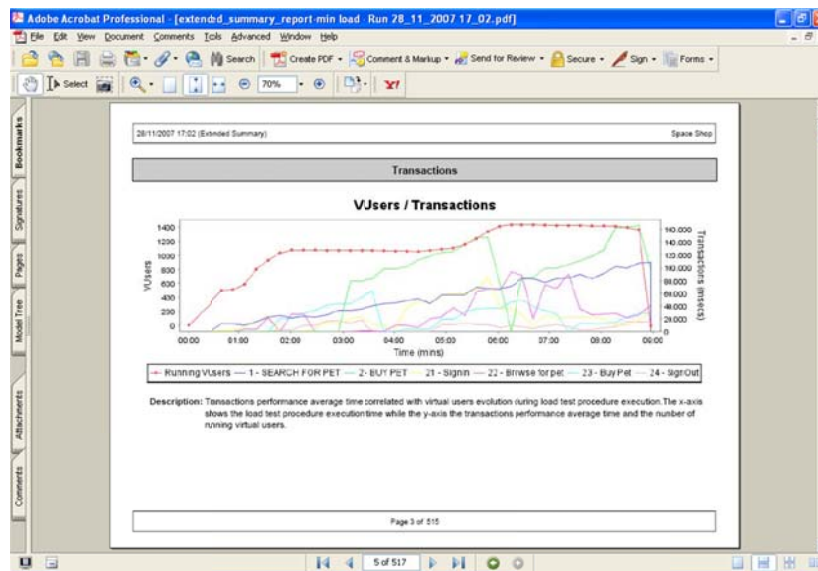 Adobe Acrobat Professional - [extended_summary_report-min load - Run 28_11_2007 17_02.pdf]
File Edit View Document Comments Tools Advanced Window Help
Search Create PDF Comment & Markup Send for Review Secure Sign Forms
Select 70% Y!
Bookmarks
Signatures
Pages
Model Tree
Attachments
Comments
28/11/2007 17:02 (Extended Summary) Space Shop
Transactions
VUsers / Transactions
VUsers
1400
1200
1000
800
600
400
200
0
160.000
140.000
120.000
100.000
80.000
60.000
40.000
20.000
0
Transactions (msecs)
00:00 01:00 02:00 03:00 04:00 05:00 06:00 07:00 08:00 09:00
Time (mins)
Running VUsers 1 - SEARCH FOR PET 2 - BUY PET 21 - Signin 22 - Browse for pet 23 - Buy Pet 24 - SignOut
Description: Transactions performance average time correlated with virtual users evolution during load test procedure execution. The x-axis
shows the load test procedure execution time while the y-axis the transactions performance average time and the number of
running virtual users.
Page 3 of 515
5 of 517